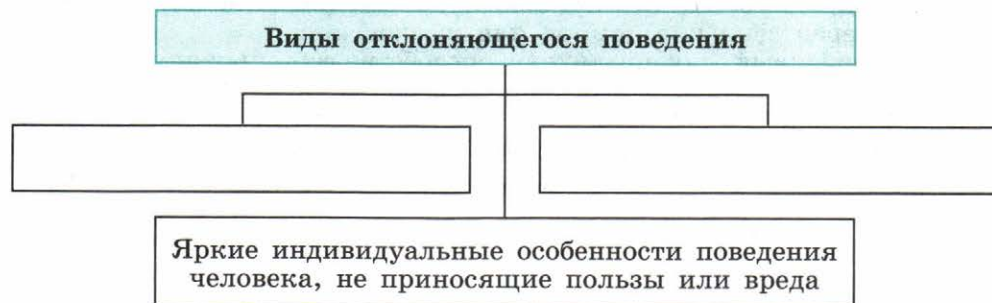 Виды отклоняющегося поведения
Яркие индивидуальные особенности поведения
человека, не приносящие пользы или вреда